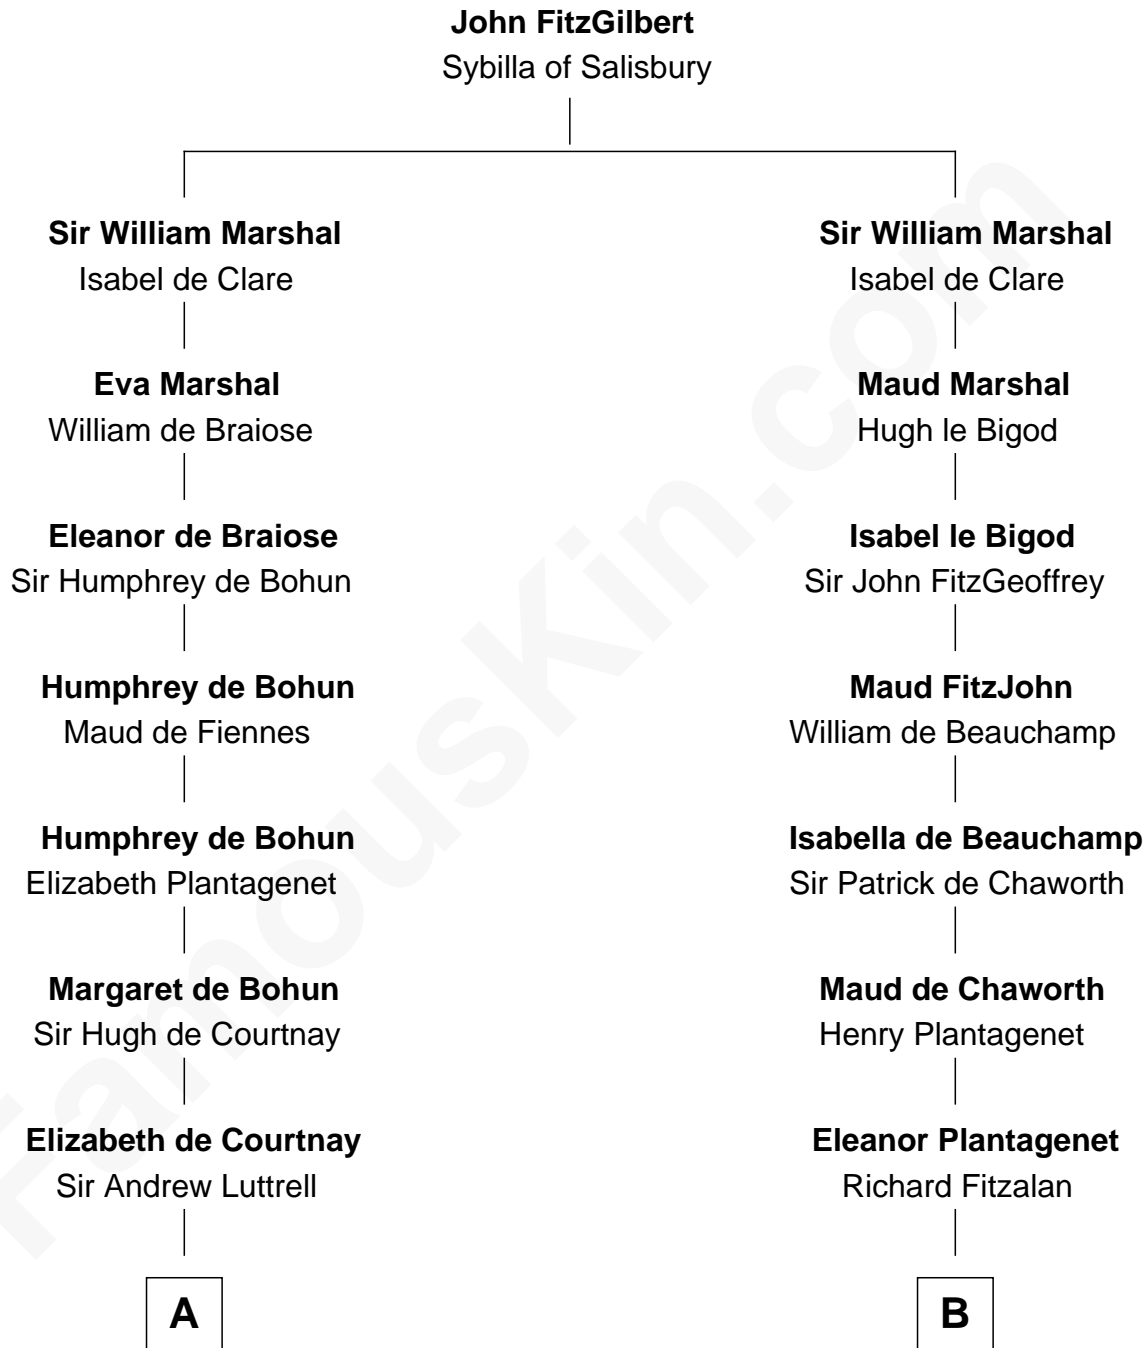 John FitzGilbert
Sybilla of Salisbury
Sir William Marshal
Isabel de Clare
Sir William Marshal
Isabel de Clare
Eva Marshal
William de Braiose
Maud Marshal
Hugh le Bigod
Eleanor de Braiose
Sir Humphrey de Bohun
Isabel le Bigod
Sir John FitzGeoffrey
Humphrey de Bohun
Maud de Fiennes
Maud FitzJohn
William de Beauchamp
Humphrey de Bohun
Elizabeth Plantagenet
Isabella de Beauchamp
Sir Patrick de Chaworth
Margaret de Bohun
Sir Hugh de Courtnay
Maud de Chaworth
Henry Plantagenet
Elizabeth de Courtnay
Sir Andrew Luttrell
Eleanor Plantagenet
Richard Fitzalan
A
B
FamousKin.com